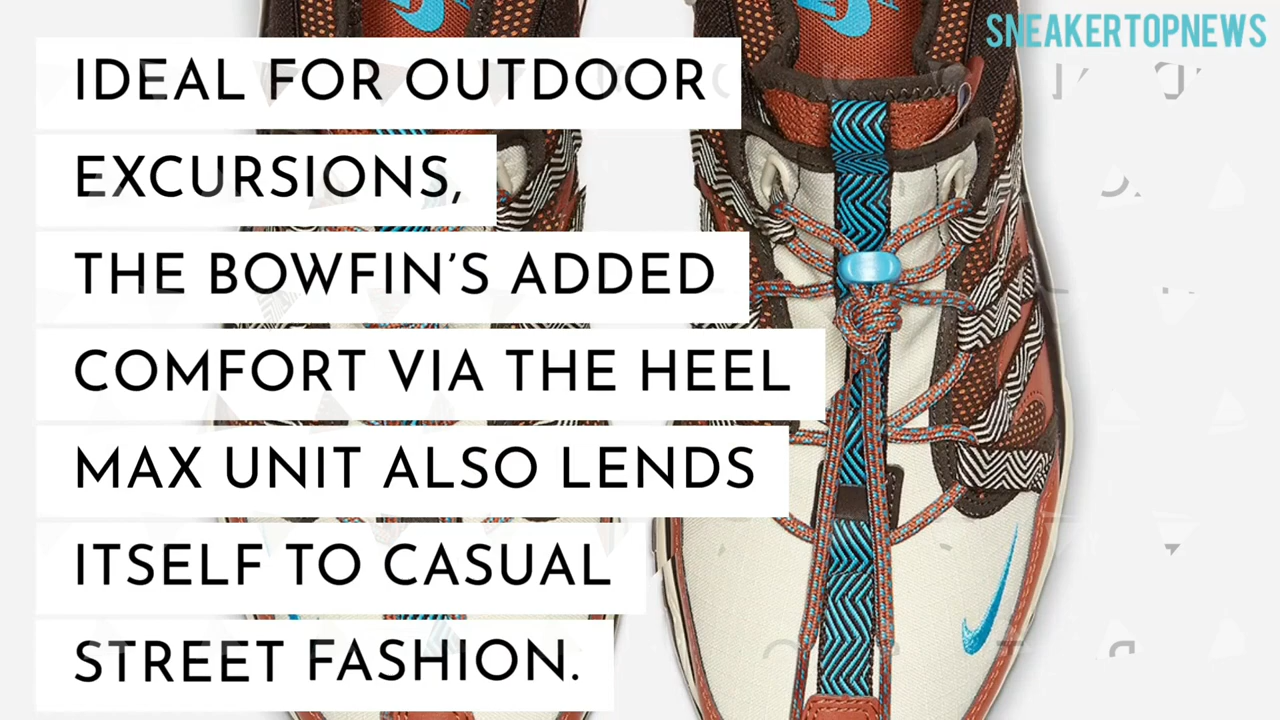 SNEAKERTOPNEWS
IDEAL FOR OUTDOOR
EXCURSIONS,
THE BOWFIN’S ADDED
COMFORT VIA THE HEEL
MAX UNIT ALSO LENDS
ITSELF TO CASUAL
STREET FASHION.